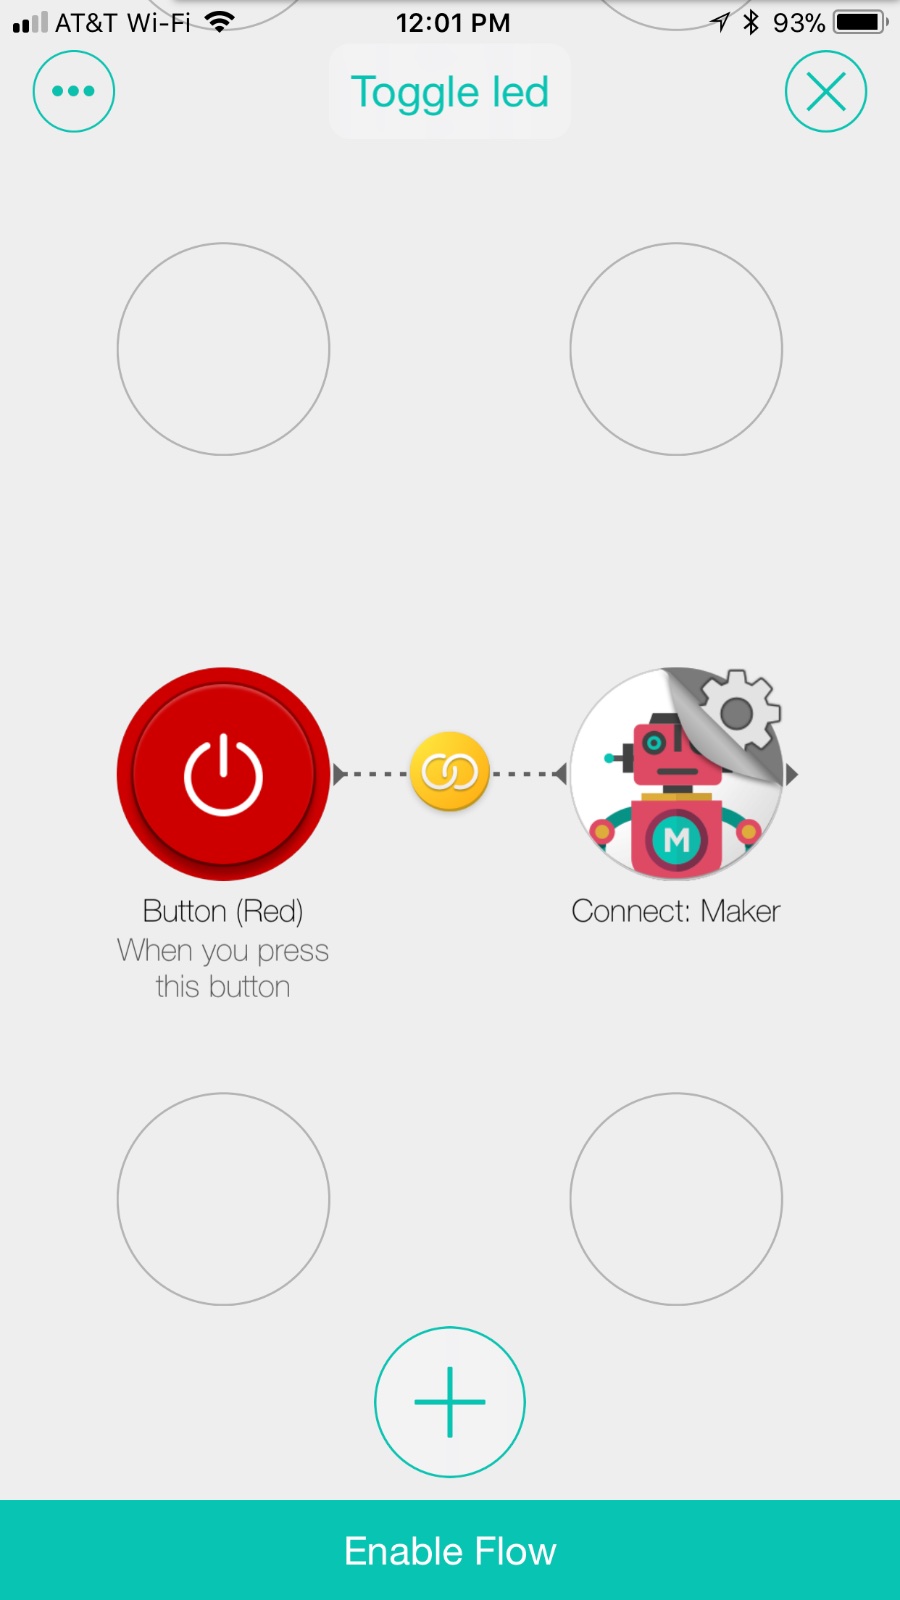 AT&T Wi-Fi 12:01 PM 93%
Toggle led
M
Button (Red) Connect: Maker
When you press
this button
Enable Flow